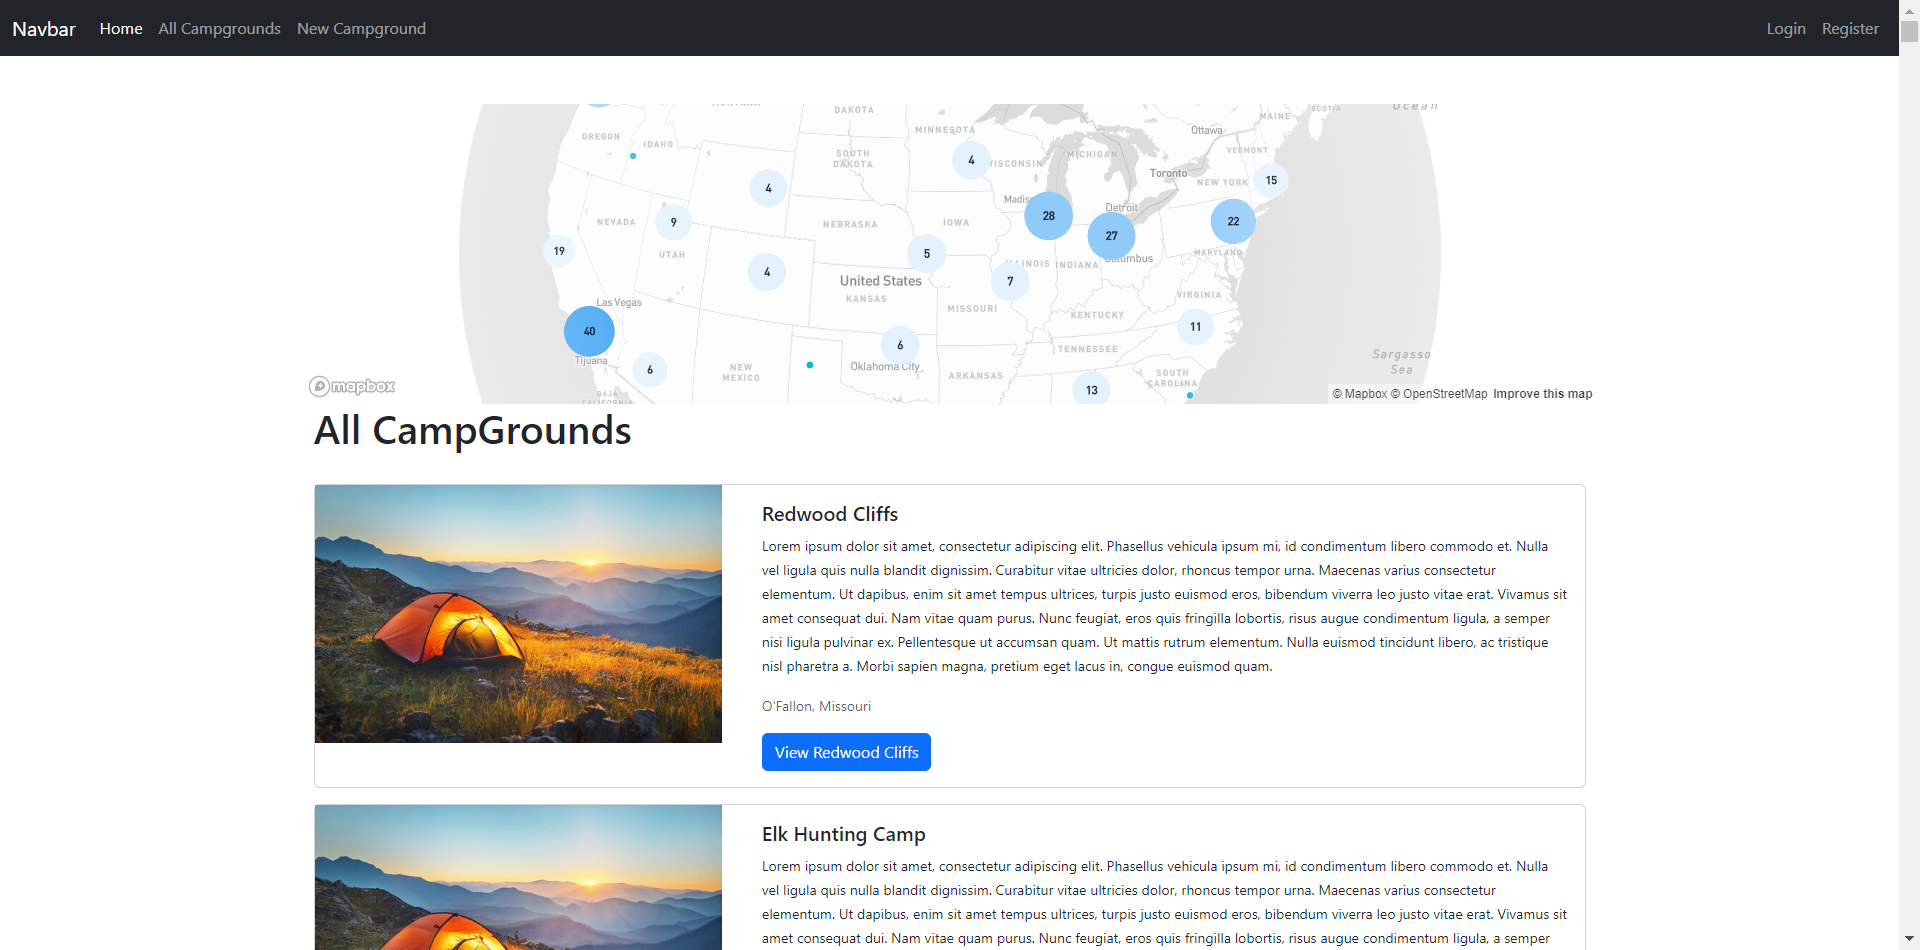 Navbar Home All Campgrounds New Campground Login Register
Ocean
SCOTIA
DAKOTA
MAINE
MINNESOTA
Ottawa
OREGON
IDAHO
VERMONT
SOUTH
DAKOTA
MICHIGAN
4
WISCONSIN
Toronto
NEW YORK
15
4
Madis
Detroit
28
9
NEVADA
NEBRASKA
IOWA
22
27
19
UTAH
5
ILLINOIS
INDIANA
Columbus
MARYLAND
4
United States
7
KANSAS
VIRGINIA
Las Vegas
MISSOURI
KENTUCKY
40
11
6
TENNESSEE
Tijuana
Sargasso
Sea
6
NEW
MEXICO
Oklahoma City
ARKANSAS
SOUTH
CAROLINA
13
BAJA
CALIFORNIA
mapbox
© Mapbox © OpenStreetMap Improve this map
All CampGrounds
Redwood Cliffs
Lorem ipsum dolor sit amet, consectetur adipiscing elit. Phasellus vehicula ipsum mi, id condimentum libero commodo et. Nulla
vel ligula quis nulla blandit dignissim. Curabitur vitae ultricies dolor, rhoncus tempor urna. Maecenas varius consectetur
elementum. Ut dapibus, enim sit amet tempus ultrices, turpis justo euismod eros, bibendum viverra leo justo vitae erat. Vivamus sit
amet consequat dui. Nam vitae quam purus. Nunc feugiat, eros quis fringilla lobortis, risus augue condimentum ligula, a semper
nisi ligula pulvinar ex. Pellentesque ut accumsan quam. Ut mattis rutrum elementum. Nulla euismod tincidunt libero, ac tristique
nisl pharetra a. Morbi sapien magna, pretium eget lacus in, congue euismod quam.
O'Fallon, Missouri
View Redwood Cliffs
Elk Hunting Camp
Lorem ipsum dolor sit amet, consectetur adipiscing elit. Phasellus vehicula ipsum mi, id condimentum libero commodo et. Nulla
vel ligula quis nulla blandit dignissim. Curabitur vitae ultricies dolor, rhoncus tempor urna. Maecenas varius consectetur
elementum. Ut dapibus, enim sit amet tempus ultrices, turpis justo euismod eros, bibendum viverra leo justo vitae erat. Vivamus sit
amet consequat dui. Nam vitae quam purus. Nunc feugiat, eros quis fringilla lobortis, risus augue condimentum ligula, a semper